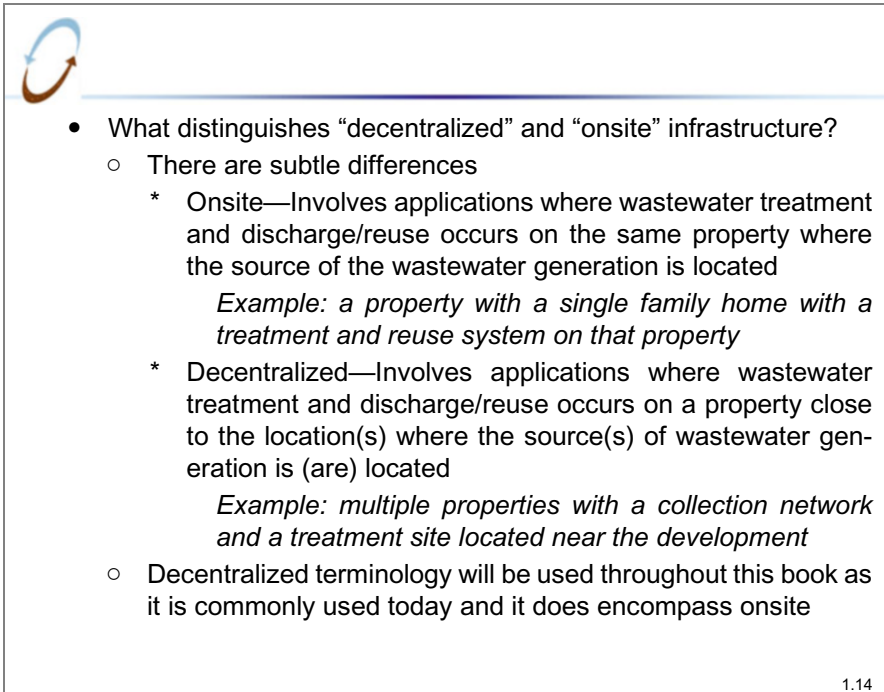 • What distinguishes “decentralized” and “onsite” infrastructure?
○ There are subtle differences
* Onsite—Involves applications where wastewater treatment
and discharge/reuse occurs on the same property where
the source of the wastewater generation is located
Example: a property with a single family home with a
treatment and reuse system on that property
* Decentralized—Involves applications where wastewater
treatment and discharge/reuse occurs on a property close
to the location(s) where the source(s) of wastewater gen-
eration is (are) located
Example: multiple properties with a collection network
and a treatment site located near the development
○ Decentralized terminology will be used throughout this book as
it is commonly used today and it does encompass onsite
1.14